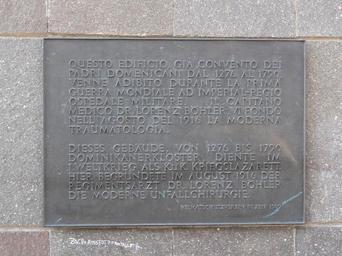 QUESTO EDIFICIO, GIÀ CONVENTO DEI
PADRI DOMENICANI DAL 1276 AL 1790,
VENNE ADIBITO DURANTE LA PRIMA
GUERRA MONDIALE AD IMPERIAL-REGIO
OSPEDALE MILITARE. IL CAPITANO
MEDICO DR. LORENZ BÖHLER VI FONDÒ
NELL'AGOSTO DEL 1916 LA MODERNA
TRAUMATOLOGIA.
DIESES GEBÄUDE, VON 1276 BIS 1790
DOMINIKANERKLOSTER, DIENTE IM
I. WELTKRIEG ALS K.U.K. KRIEGSLAZARETT.
HIER BEGRÜNDETE IM AUGUST 1916 DER
REGIMENTSARZT DR. LORENZ BÖHLER
DIE MODERNE UNFALLCHIRURGIE.